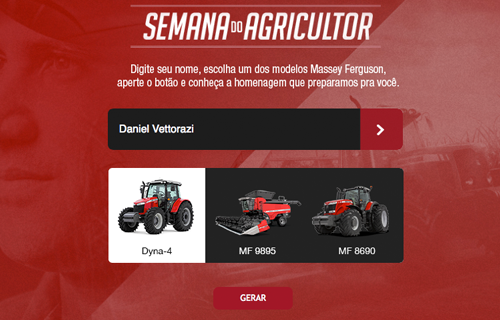 SEMANA DO AGRICULTOR
Digite seu nome, escolha um dos modelos Massey Ferguson,
aperte o botão e conheça a homenagem que preparamos pra você.
Daniel Vettorazi
Dyna-4 MF 9895 MF 8690
GERAR